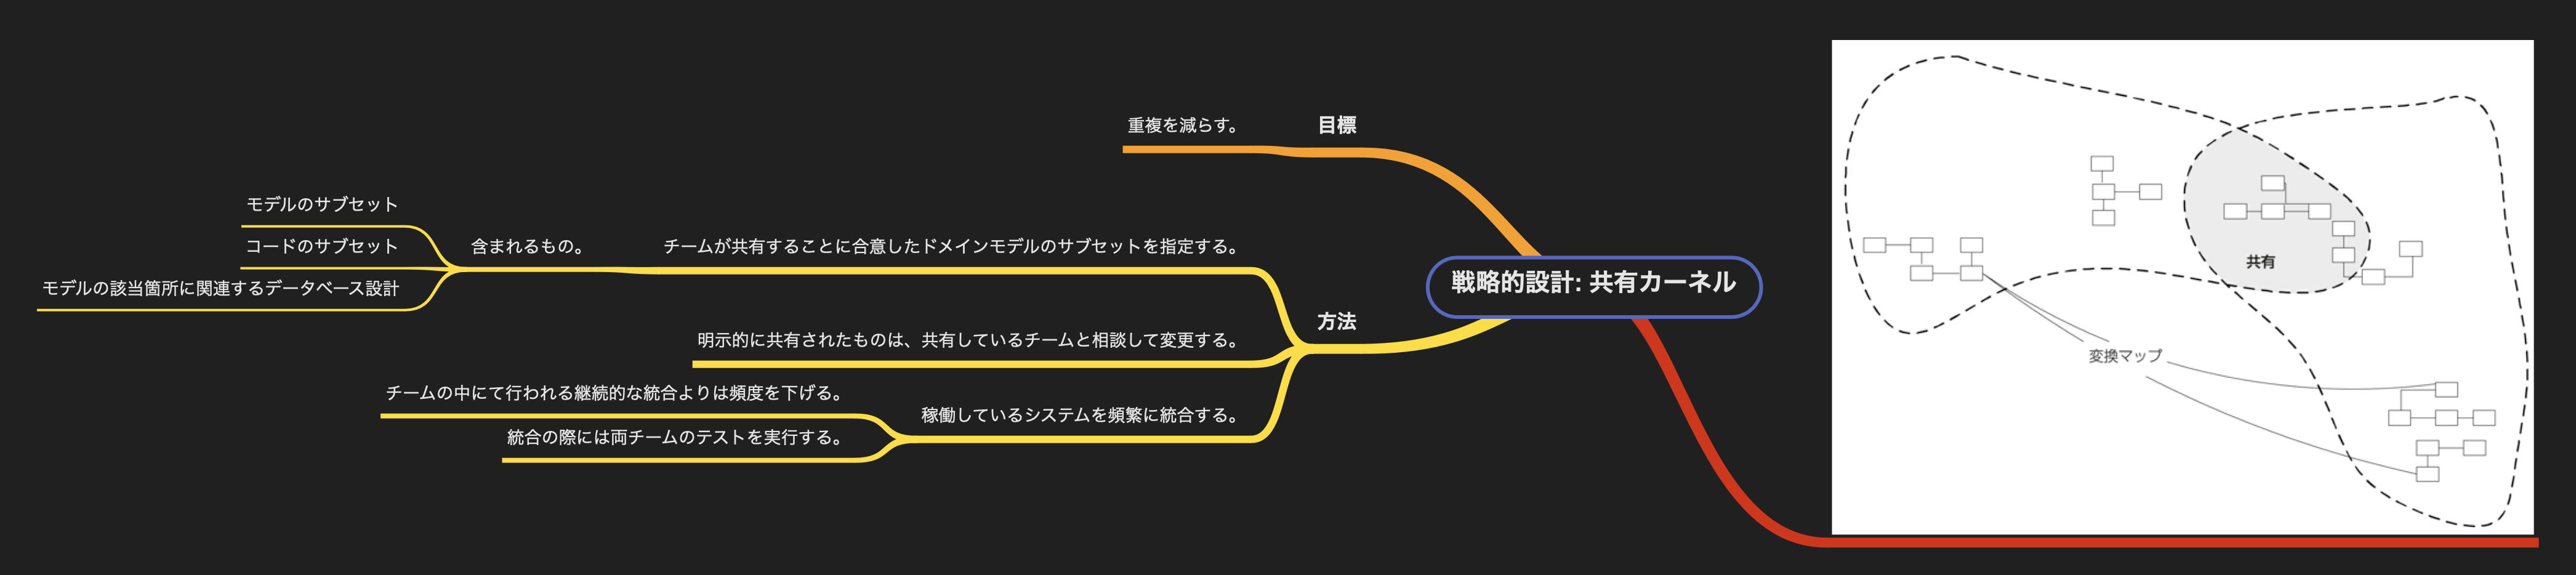 戦略的設計: 共有カーネル
目標
重複を減らす。
方法
チームが共有することに合意したドメインモデルのサブセットを指定する。
含まれるもの。
モデルのサブセット
コードのサブセット
モデルの該当箇所に関連するデータベース設計
明示的に共有されたものは、共有しているチームと相談して変更する。
稼働しているシステムを頻繁に統合する。
チームの中にて行われる継続的な統合よりは頻度を下げる。
統合の際には両チームのテストを実行する。
共有
変換マップ